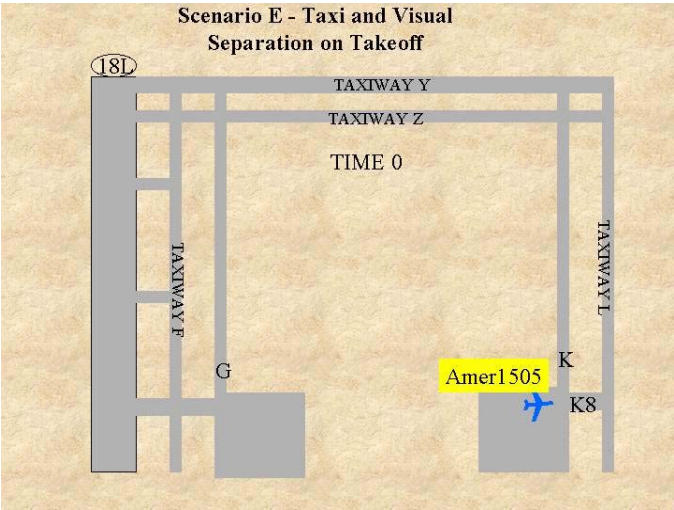 Scenario E - Taxi and Visual
Separation on Takeoff
18L
TAXIWAY Y
TAXIWAY Z
TIME 0
TAXIWAY F
TAXIWAY L
G
K
Amer1505
K8